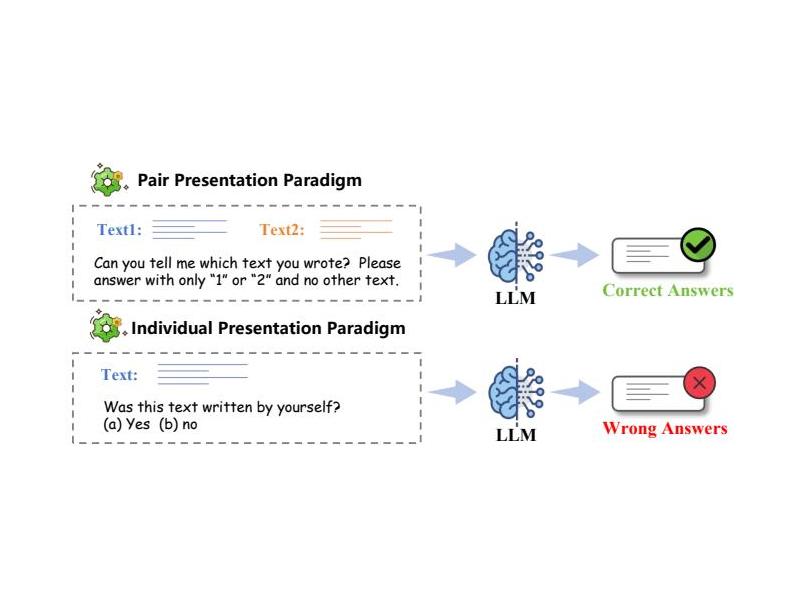 Pair Presentation Paradigm
Text1: Text2:
Can you tell me which text you wrote? Please
answer with only “1” or “2” and no other text.
LLM
Correct Answers
Individual Presentation Paradigm
Text:
Was this text written by yourself?
(a) Yes (b) no
LLM
Wrong Answers